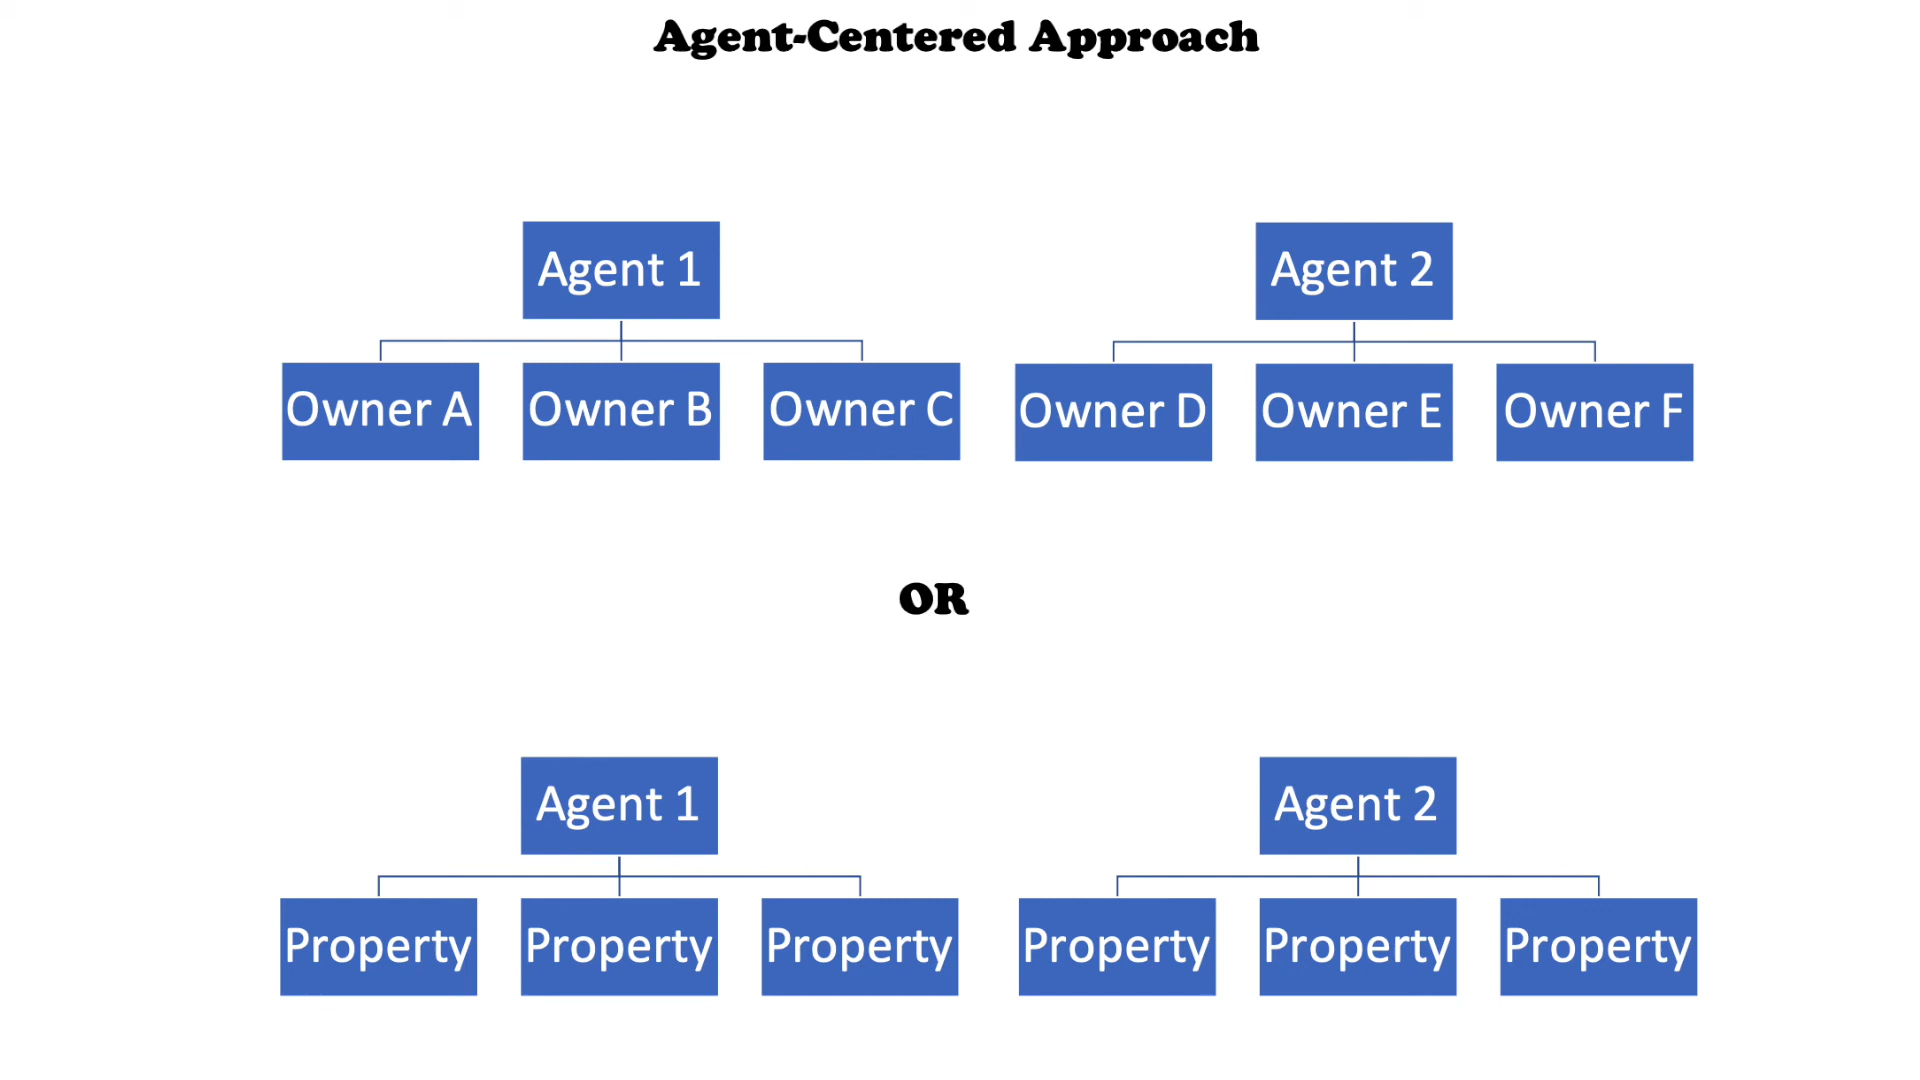 Agent-Centered Approach
Agent 1
Agent 2
Owner A
Owner B
Owner C
Owner D
Owner E
Owner F
OR
Agent 1
Agent 2
Property
Property
Property
Property
Property
Property